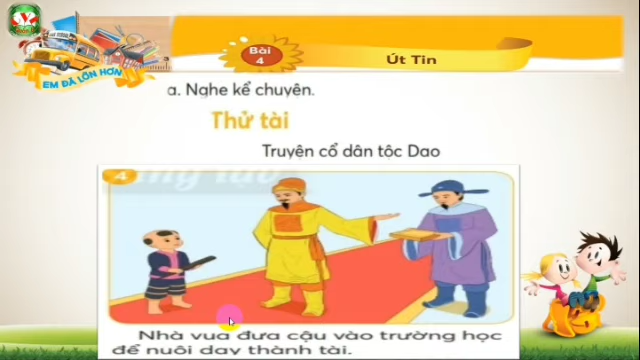 EM ĐÃ LỚN HƠN
Bài
4
Út Tin
a. Nghe kể chuyện.
Thử tài
Truyện cổ dân tộc Dao
4
Nhà vua đưa cậu vào trường học
để nuôi dạy thành tài.